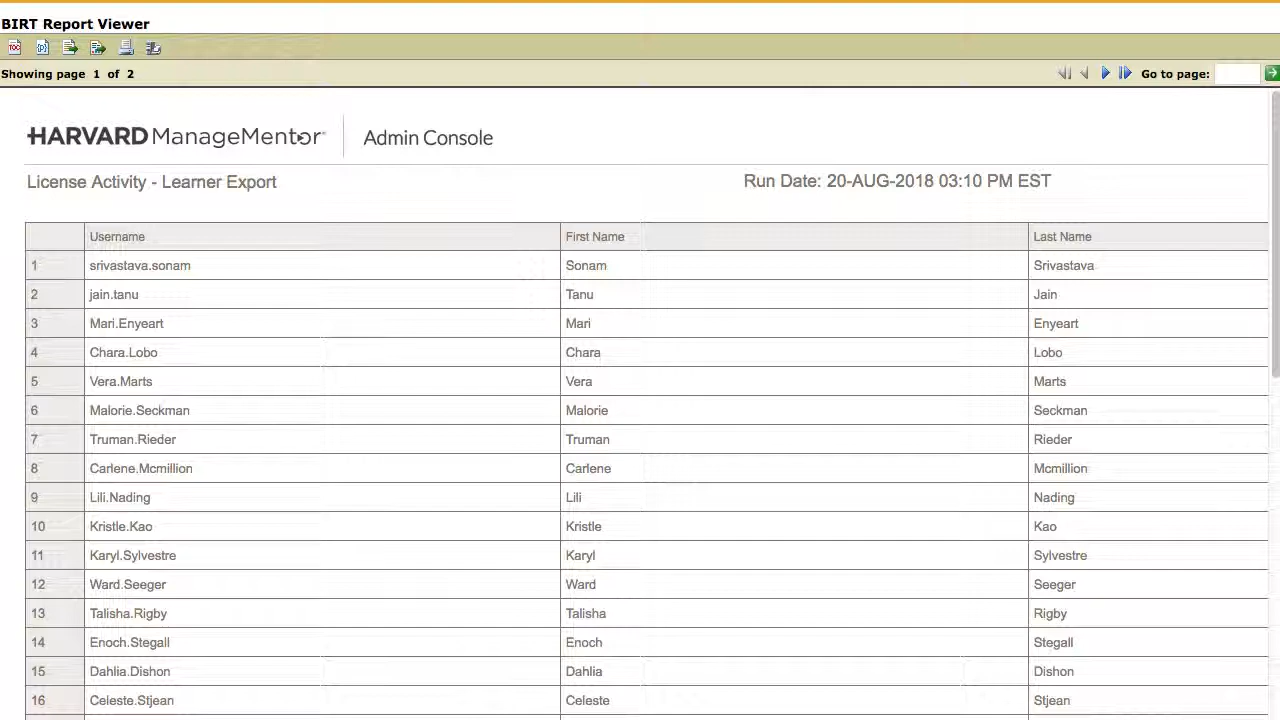 BIRT Report Viewer
TOC
Showing page 1 of 2
Go to page:
HARVARD ManageMentor
Admin Console
License Activity - Learner Export
Run Date: 20-AUG-2018 03:10 PM EST
Username First Name Last Name
1 srivastava.sonam Sonam Srivastava
2 jain.tanu Tanu Jain
3 Mari.Enyeart Mari Enyeart
4 Chara.Lobo Chara Lobo
5 Vera.Marts Vera Marts
6 Malorie.Seckman Malorie Seckman
7 Truman.Rieder Truman Rieder
8 Carlene.Mcmillion Carlene Mcmillion
9 Lili.Nading Lili Nading
10 Kristle.Kao Kristle Kao
11 Karyl.Sylvestre Karyl Sylvestre
12 Ward.Seeger Ward Seeger
13 Talisha.Rigby Talisha Rigby
14 Enoch.Stegall Enoch Stegall
15 Dahlia.Dishon Dahlia Dishon
16 Celeste.Stjean Celeste Stjean